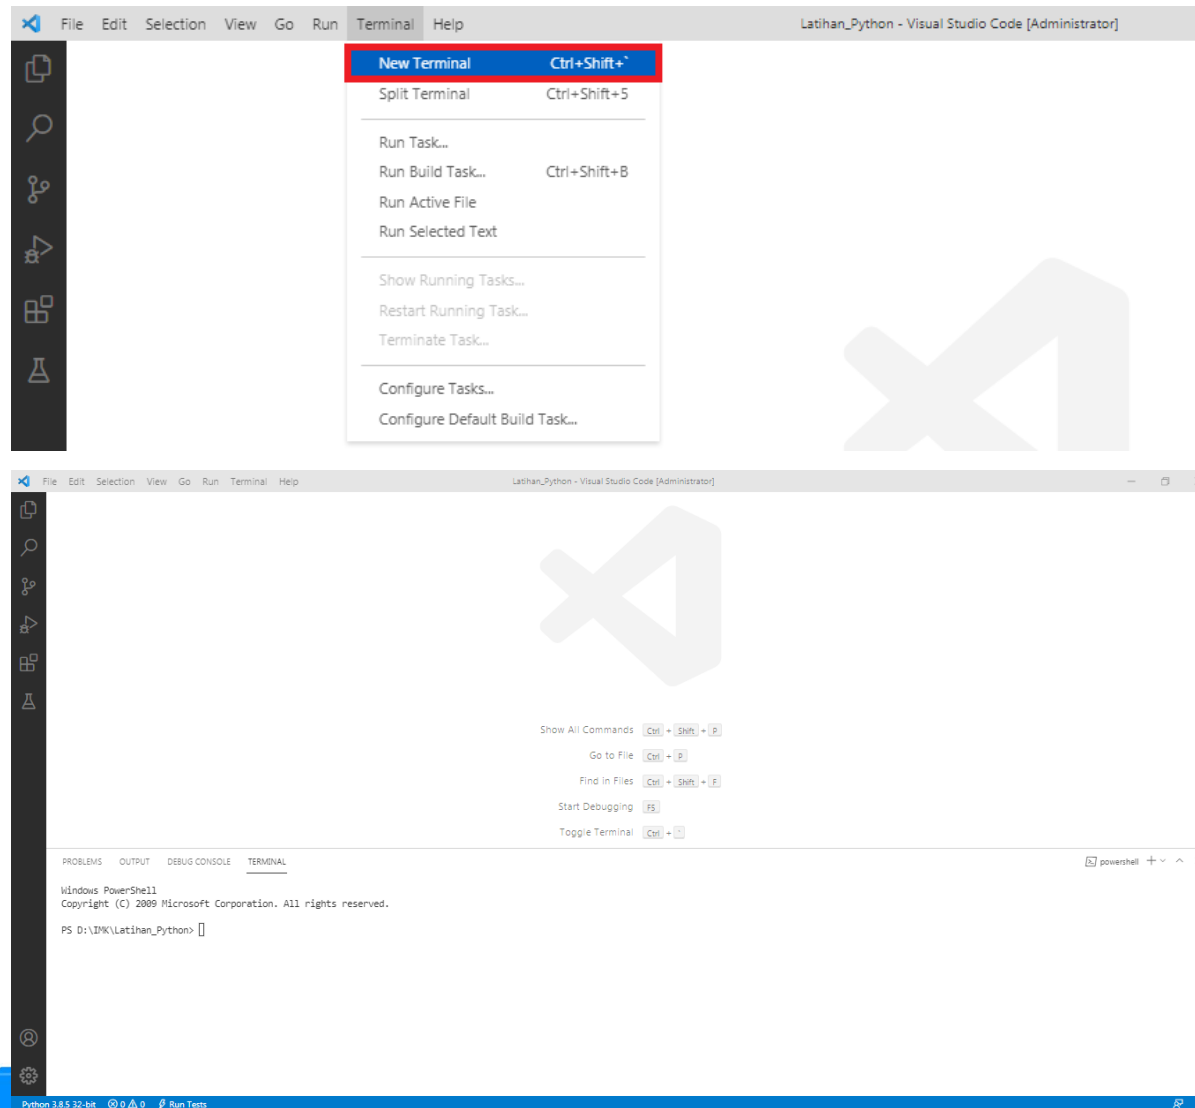 File Edit Selection View Go Run Terminal Help Latihan_Python - Visual Studio Code [Administrator]
New Terminal Ctrl+Shift+`
Split Terminal Ctrl+Shift+5
Run Task...
Run Build Task... Ctrl+Shift+B
Run Active File
Run Selected Text
Show Running Tasks...
Restart Running Task...
Terminate Task...
Configure Tasks...
Configure Default Build Task...
File Edit Selection View Go Run Terminal Help Latihan_Python - Visual Studio Code [Administrator]
Show All Commands Ctrl + Shift + P
Go to File Ctrl + P
Find in Files Ctrl + Shift + F
Start Debugging F5
Toggle Terminal Ctrl + `
PROBLEMS OUTPUT DEBUG CONSOLE TERMINAL powershell
Windows PowerShell
Copyright (C) 2009 Microsoft Corporation. All rights reserved.
PS D:\IMK\Latihan_Python>
Python 3.8.5 32-bit 0 0 Run Tests